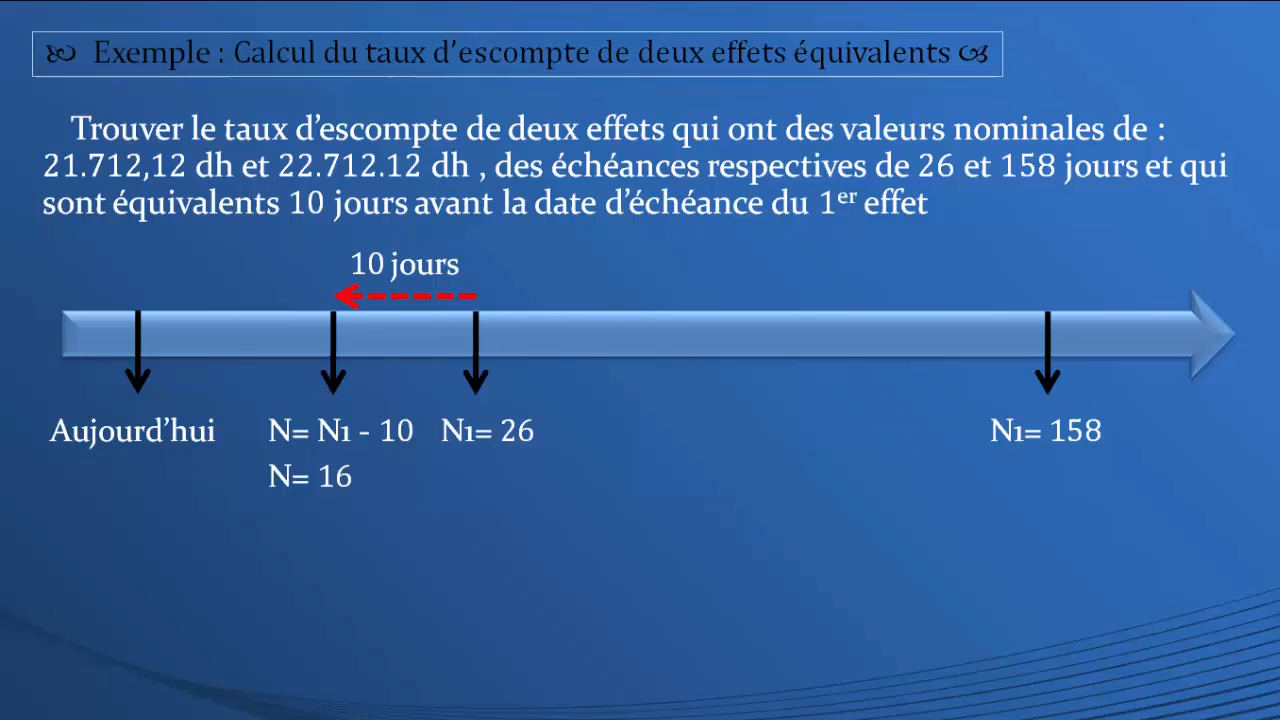 Exemple : Calcul du taux d’escompte de deux effets équivalents
Trouver le taux d’escompte de deux effets qui ont des valeurs nominales de :
21.712,12 dh et 22.712.12 dh , des échéances respectives de 26 et 158 jours et qui
sont équivalents 10 jours avant la date d’échéance du 1er effet
10 jours
Aujourd’hui N= N1 - 10 N1= 26 N1= 158
N= 16